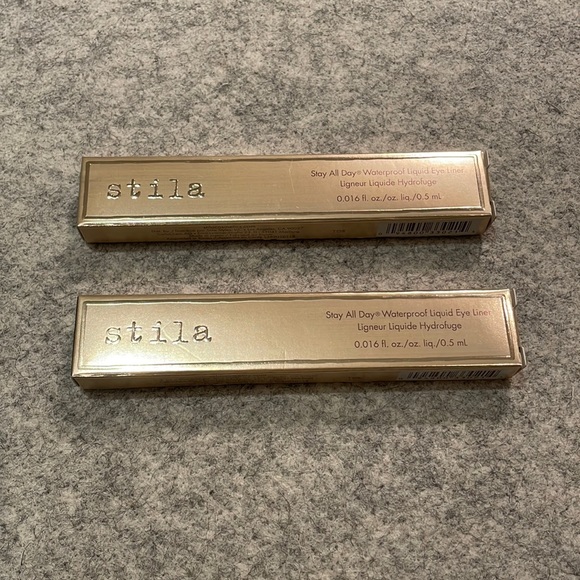 stila
Stay All Day® Waterproof Liquid Eye Liner
Ligneur Liquide Hydrofuge
0.016 fl. oz./oz. liq./0.5 mL
stila
Stay All Day® Waterproof Liquid Eye Liner
Ligneur Liquide Hydrofuge
0.016 fl. oz./oz. liq./0.5 mL